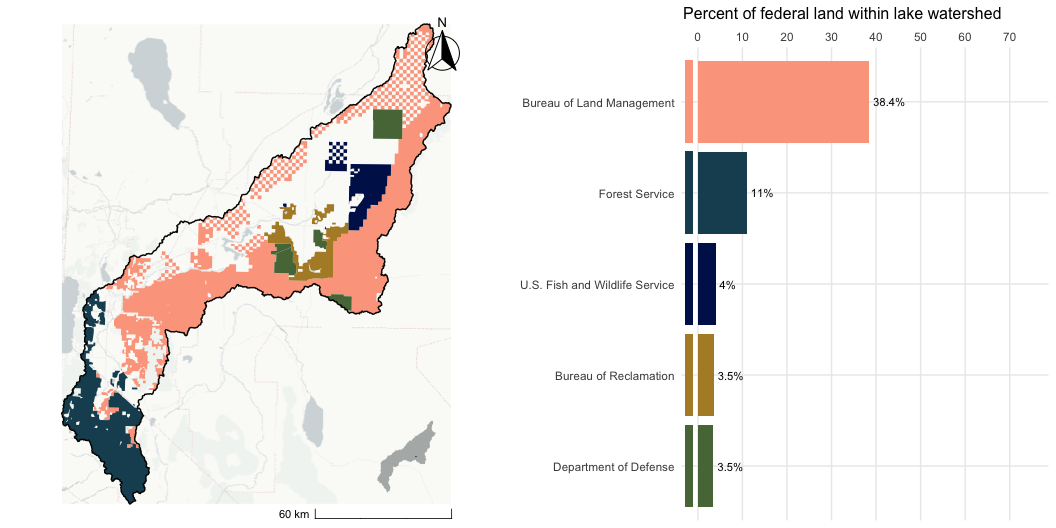 N
60 km
Percent of federal land within lake watershed
0 10 20 30 40 50 60 70
Bureau of Land Management 38.4%
Forest Service 11%
U.S. Fish and Wildlife Service 4%
Bureau of Reclamation 3.5%
Department of Defense 3.5%